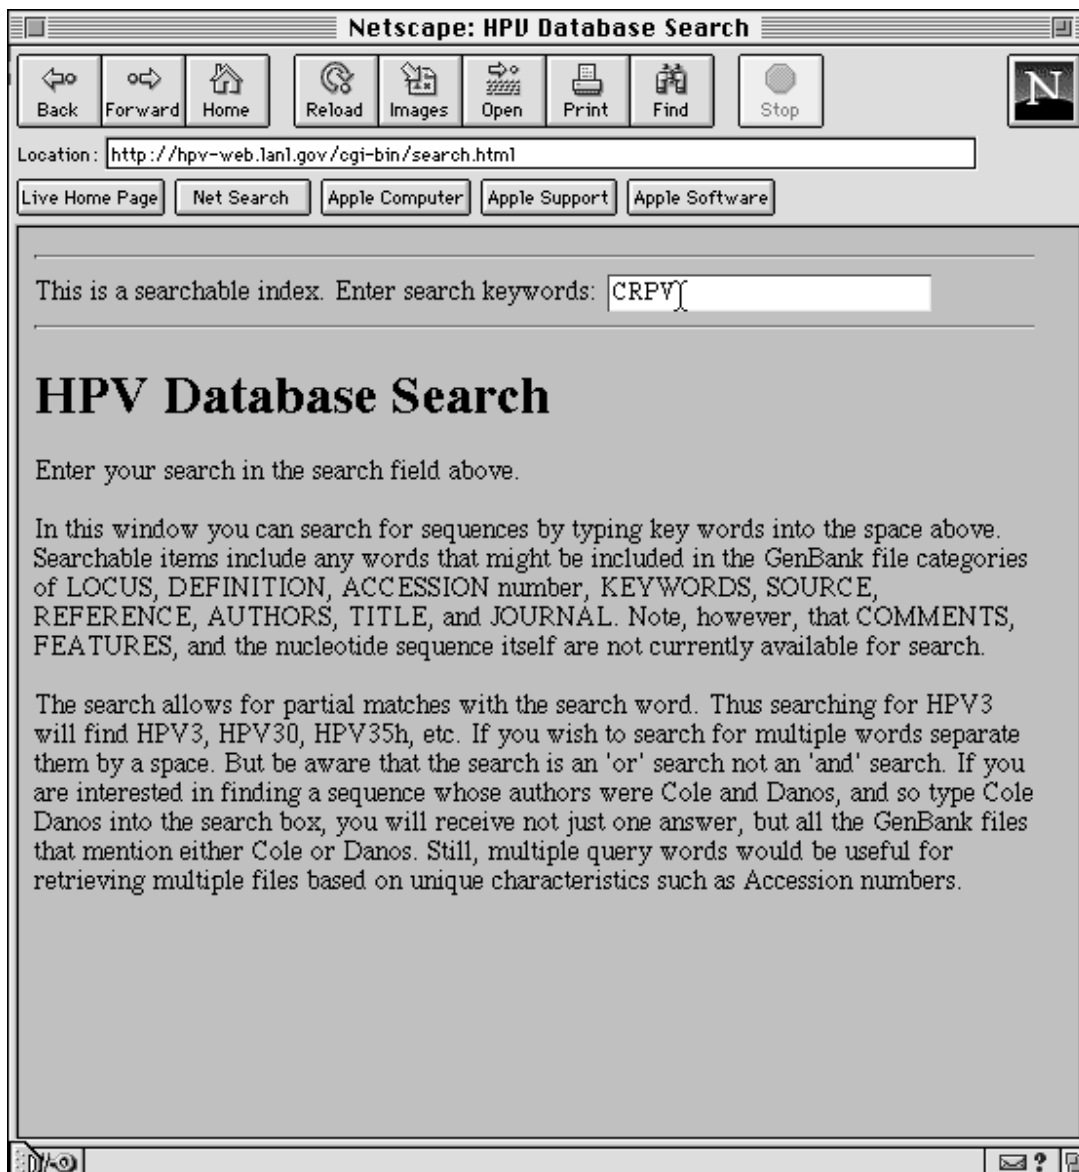 Netscape: HPV Database Search
Back Forward Home Reload Images Open Print Find Stop N
Location: http://hpv-web.lanl.gov/cgi-bin/search.html
Live Home Page Net Search Apple Computer Apple Support Apple Software
This is a searchable index. Enter search keywords: CRPV
HPV Database Search
Enter your search in the search field above.
In this window you can search for sequences by typing key words into the space above.
Searchable items include any words that might be included in the GenBank file categories
of LOCUS, DEFINITION, ACCESSION number, KEYWORDS, SOURCE,
REFERENCE, AUTHORS, TITLE, and JOURNAL. Note, however, that COMMENTS,
FEATURES, and the nucleotide sequence itself are not currently available for search.
The search allows for partial matches with the search word. Thus searching for HPV3
will find HPV3, HPV30, HPV35h, etc. If you wish to search for multiple words separate
them by a space. But be aware that the search is an 'or' search not an 'and' search. If you
are interested in finding a sequence whose authors were Cole and Danos, and so type Cole
Danos into the search box, you will receive not just one answer, but all the GenBank files
that mention either Cole or Danos. Still, multiple query words would be useful for
retrieving multiple files based on unique characteristics such as Accession numbers.
?